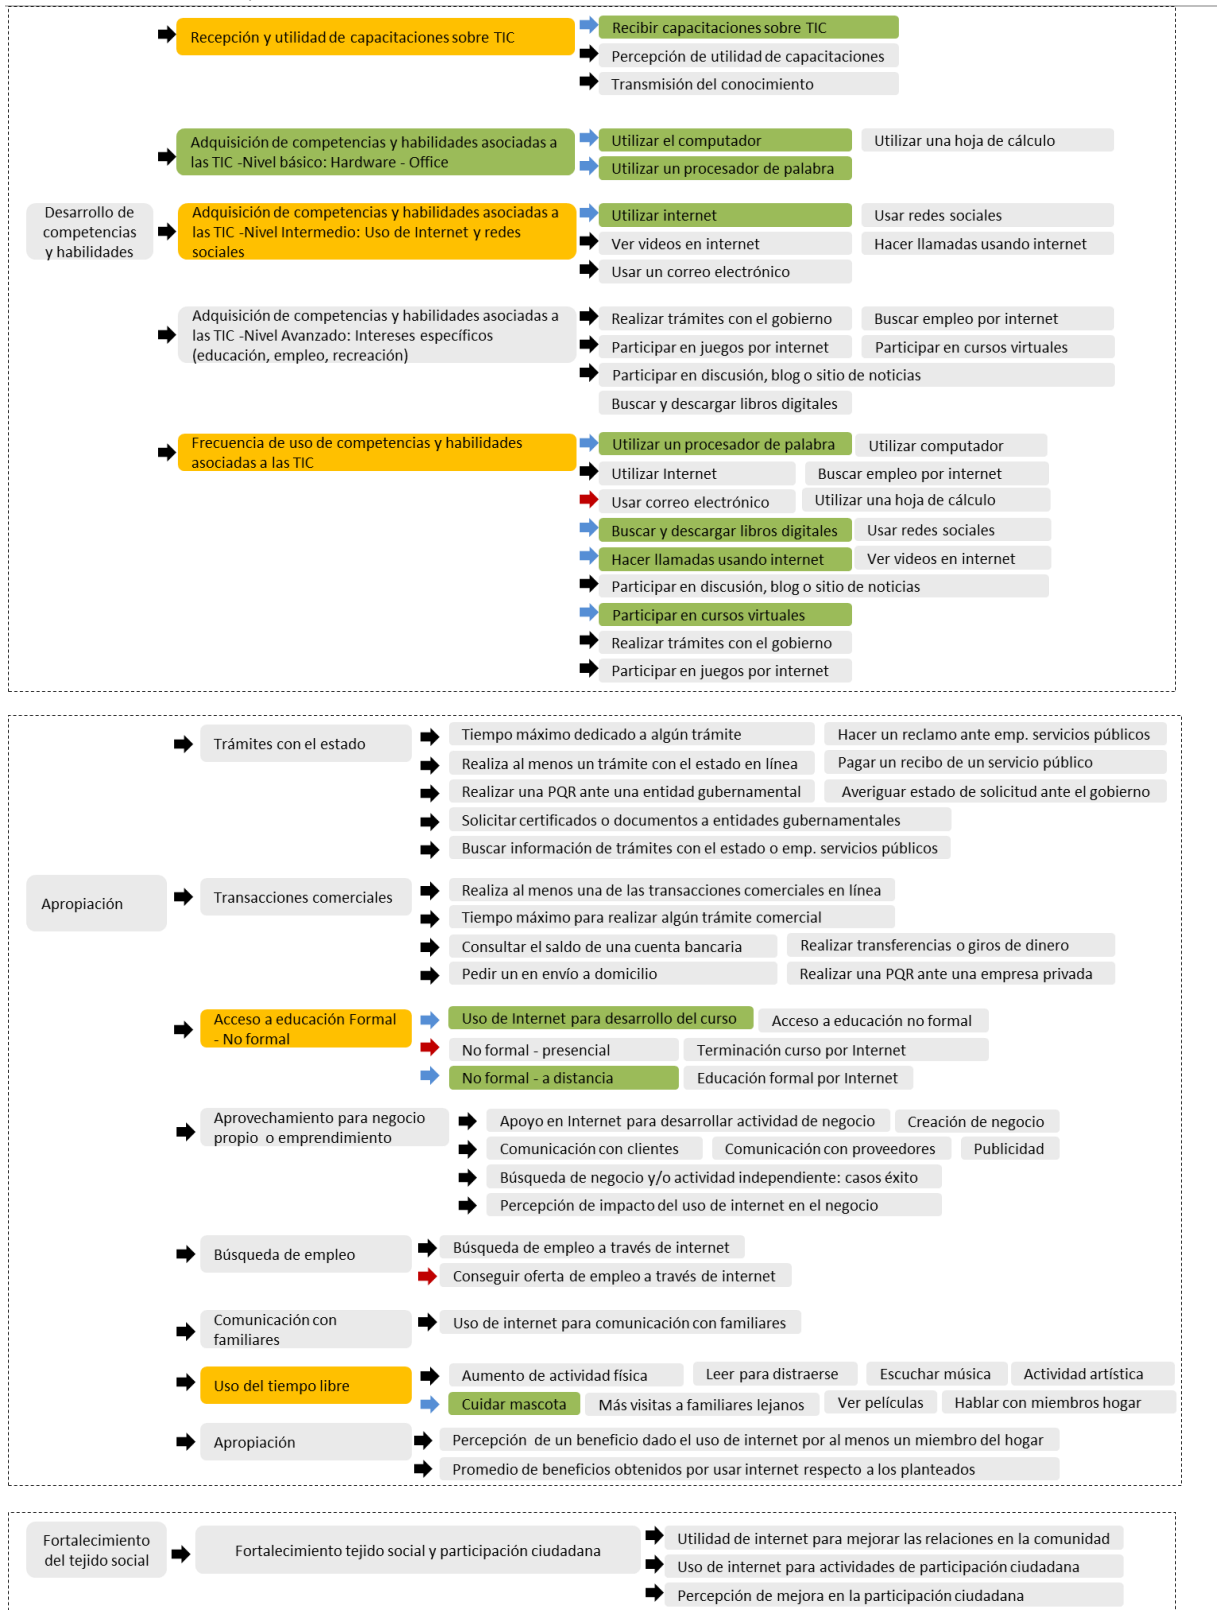 Recepción y utilidad de capacitaciones sobre TIC
Recibir capacitaciones sobre TIC
Percepción de utilidad de capacitaciones
Transmisión del conocimiento
Adquisición de competencias y habilidades asociadas a
las TIC -Nivel básico: Hardware - Office
Utilizar el computador
Utilizar una hoja de cálculo
Utilizar un procesador de palabra
Desarrollo de
competencias
y habilidades
Adquisición de competencias y habilidades asociadas a
las TIC -Nivel Intermedio: Uso de Internet y redes
sociales
Utilizar internet
Usar redes sociales
Ver videos en internet
Hacer llamadas usando internet
Usar un correo electrónico
Adquisición de competencias y habilidades asociadas a
las TIC -Nivel Avanzado: Intereses específicos
(educación, empleo, recreación)
Realizar trámites con el gobierno
Buscar empleo por internet
Participar en juegos por internet
Participar en cursos virtuales
Participar en discusión, blog o sitio de noticias
Buscar y descargar libros digitales
Frecuencia de uso de competencias y habilidades
asociadas a las TIC
Utilizar un procesador de palabra
Utilizar computador
Utilizar Internet
Buscar empleo por internet
Usar correo electrónico
Utilizar una hoja de cálculo
Buscar y descargar libros digitales
Usar redes sociales
Hacer llamadas usando internet
Ver videos en internet
Participar en discusión, blog o sitio de noticias
Participar en cursos virtuales
Realizar trámites con el gobierno
Participar en juegos por internet
Apropiación
Trámites con el estado
Tiempo máximo dedicado a algún trámite
Hacer un reclamo ante emp. servicios públicos
Realiza al menos un trámite con el estado en línea
Pagar un recibo de un servicio público
Realizar una PQR ante una entidad gubernamental
Averiguar estado de solicitud ante el gobierno
Solicitar certificados o documentos a entidades gubernamentales
Buscar información de trámites con el estado o emp. servicios públicos
Transacciones comerciales
Realiza al menos una de las transacciones comerciales en línea
Tiempo máximo para realizar algún trámite comercial
Consultar el saldo de una cuenta bancaria
Realizar transferencias o giros de dinero
Pedir un en envío a domicilio
Realizar una PQR ante una empresa privada
Acceso a educación Formal
- No formal
Uso de Internet para desarrollo del curso
Acceso a educación no formal
No formal - presencial
Terminación curso por Internet
No formal - a distancia
Educación formal por Internet
Aprovechamiento para negocio
propio o emprendimiento
Apoyo en Internet para desarrollar actividad de negocio
Creación de negocio
Comunicación con clientes
Comunicación con proveedores
Publicidad
Búsqueda de negocio y/o actividad independiente: casos éxito
Percepción de impacto del uso de internet en el negocio
Búsqueda de empleo
Búsqueda de empleo a través de internet
Conseguir oferta de empleo a través de internet
Comunicación con
familiares
Uso de internet para comunicación con familiares
Uso del tiempo libre
Aumento de actividad física
Leer para distraerse
Escuchar música
Actividad artística
Cuidar mascota
Más visitas a familiares lejanos
Ver películas
Hablar con miembros hogar
Apropiación
Percepción de un beneficio dado el uso de internet por al menos un miembro del hogar
Promedio de beneficios obtenidos por usar internet respecto a los planteados
Fortalecimiento
del tejido social
Fortalecimiento tejido social y participación ciudadana
Utilidad de internet para mejorar las relaciones en la comunidad
Uso de internet para actividades de participación ciudadana
Percepción de mejora en la participación ciudadana